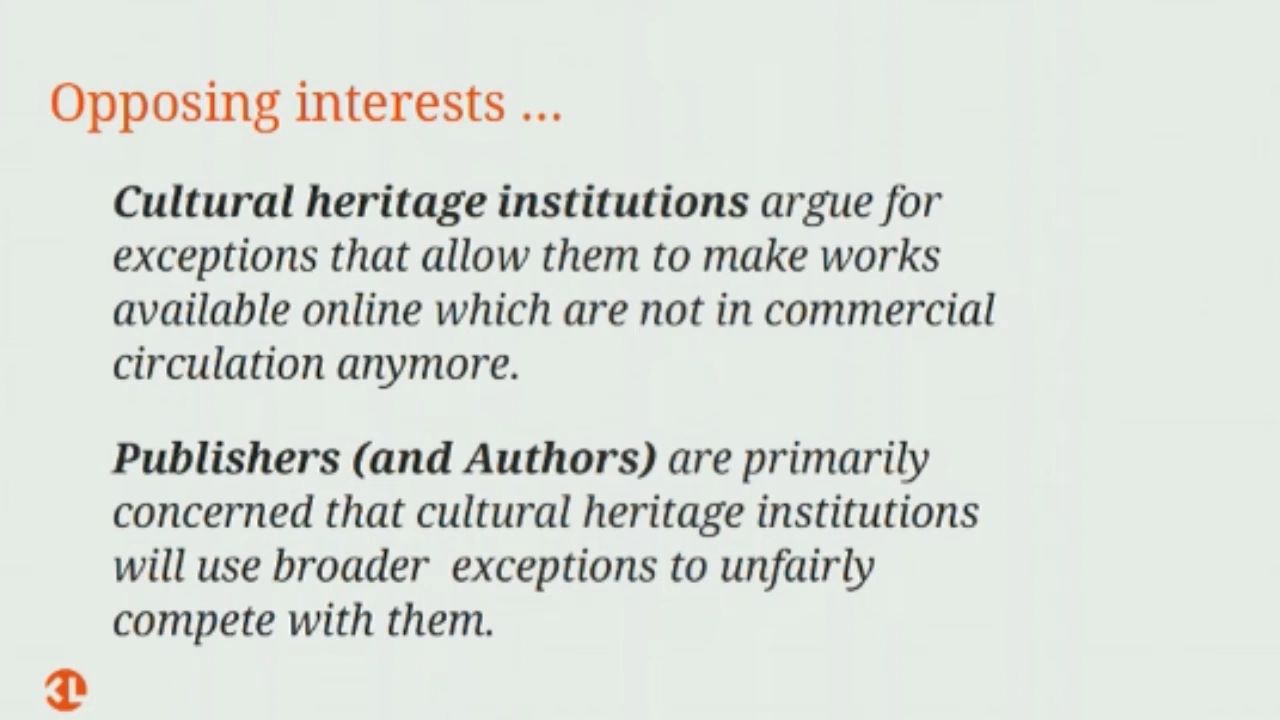 Opposing interests ...
Cultural heritage institutions argue for
exceptions that allow them to make works
available online which are not in commercial
circulation anymore.
Publishers (and Authors) are primarily
concerned that cultural heritage institutions
will use broader  exceptions to unfairly
compete with them.
KL